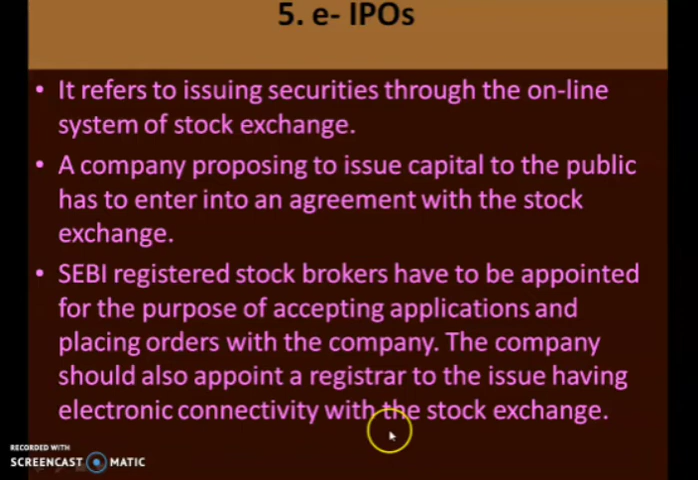 5. e- IPOs
• It refers to issuing securities through the on-line
system of stock exchange.
• A company proposing to issue capital to the public
has to enter into an agreement with the stock
exchange.
• SEBI registered stock brokers have to be appointed
for the purpose of accepting applications and
placing orders with the company. The company
should also appoint a registrar to the issue having
electronic connectivity with the stock exchange.
RECORDED WITH
SCREENCAST MATIC